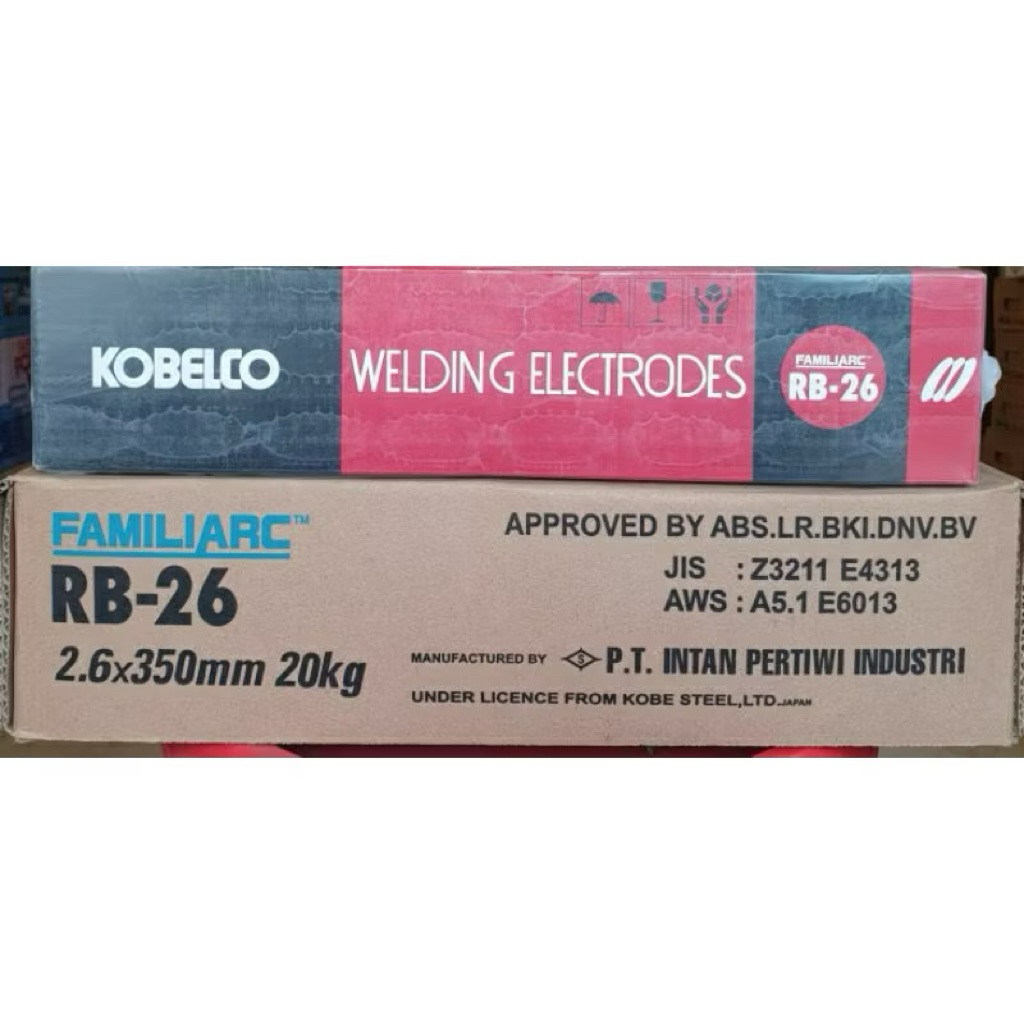 KOBELCO
WELDING ELECTRODES
FAMILIARC™
RB-26
FAMILIARC™
RB-26
2.6x350mm 20kg
APPROVED BY ABS.LR.BKI.DNV.BV
JIS : Z3211 E4313
AWS : A5.1 E6013
MANUFACTURED BY S P.T. INTAN PERTIWI INDUSTRI
UNDER LICENCE FROM KOBE STEEL,LTD.JAPAN